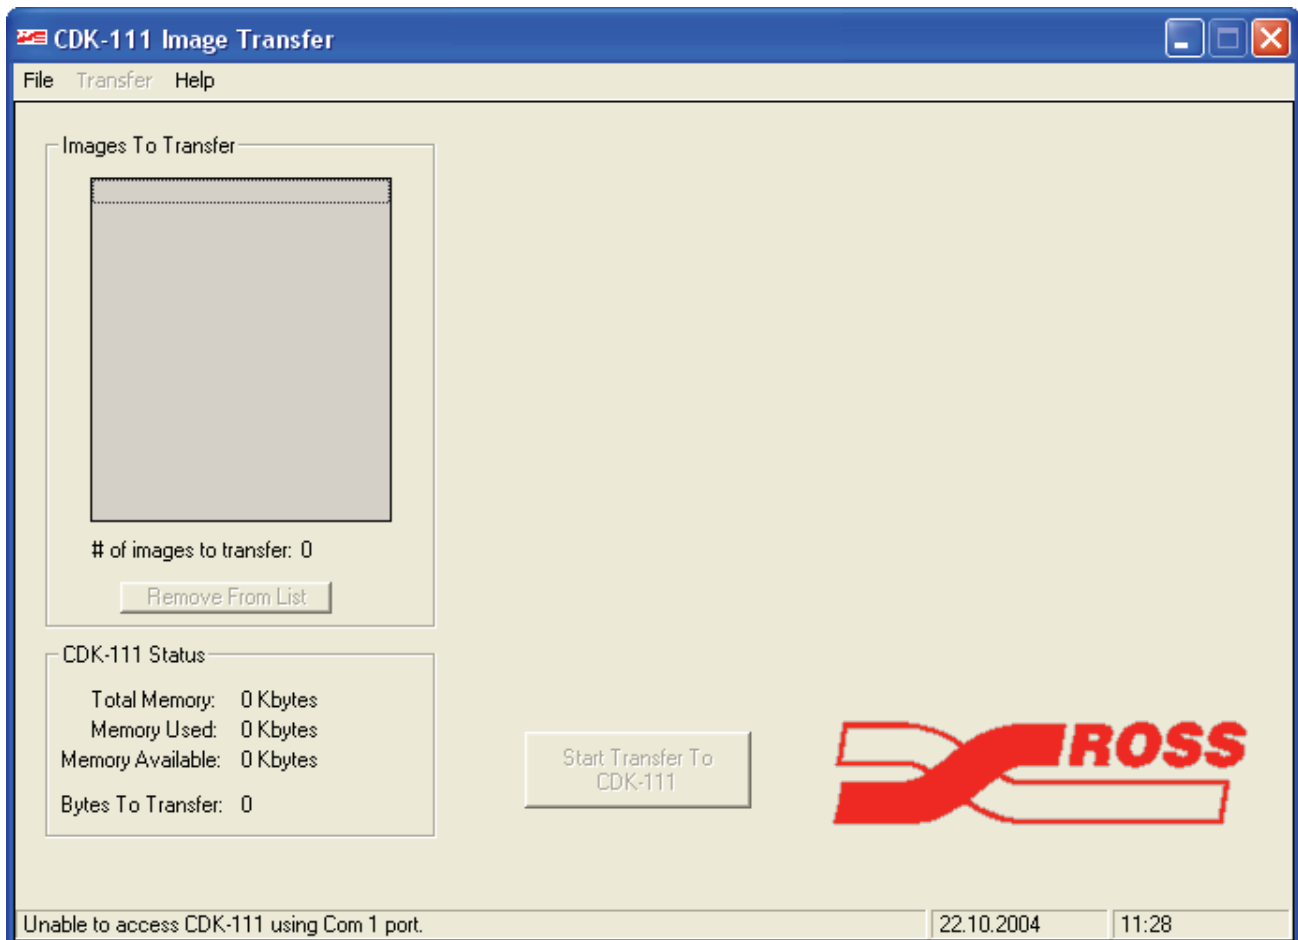 CDK-111 Image Transfer
File Transfer Help
Images To Transfer
# of images to transfer: 0
Remove From List
CDK-111 Status
Total Memory: 0 Kbytes
Memory Used: 0 Kbytes
Memory Available: 0 Kbytes
Bytes To Transfer: 0
Start Transfer To
CDK-111
ROSS
Unable to access CDK-111 using Com 1 port. 22.10.2004 11:28